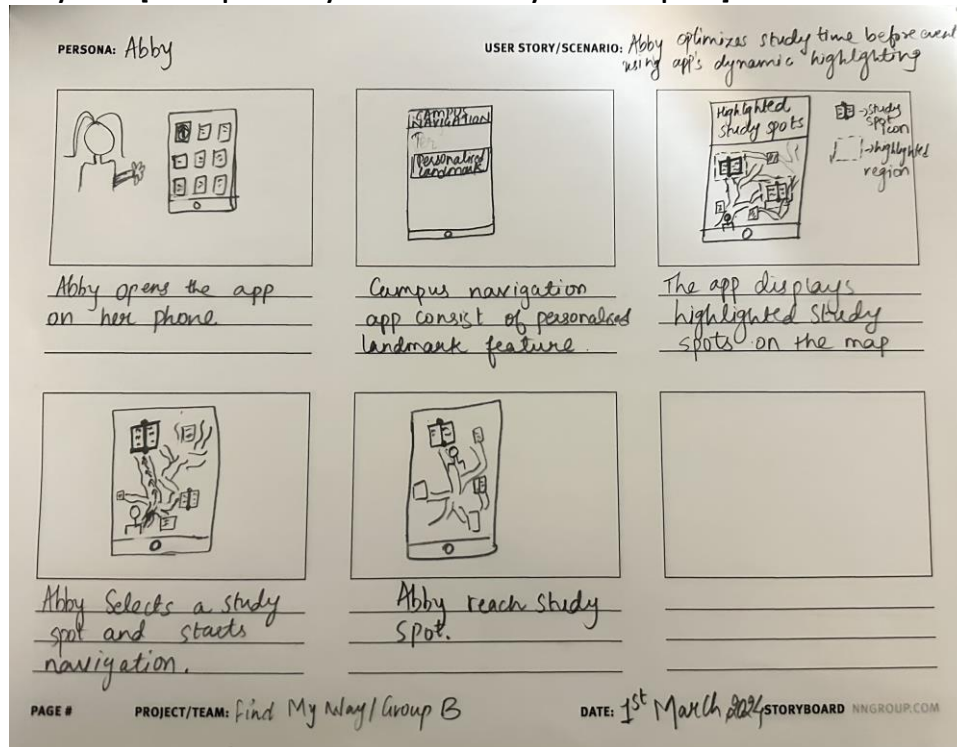 PERSONA: Abby
USER STORY/SCENARIO: Abby optimizes study time before event
using app's dynamic highlighting
CAMPUS
NAVIGATION
Personalised
Landmark
Highlighted
study spots
→ study
spot
icon
→ highlighted
region
Abby opens the app
on her phone.
Campus navigation
app consist of personalised
landmark feature.
The app displays
highlighted study
spots on the map
Abby Selects a study
spot and starts
navigation.
Abby reach study
spot.
PAGE #
PROJECT/TEAM: Find My Way/Group B
DATE: 1st March 2024
STORYBOARD NNGROUP.COM